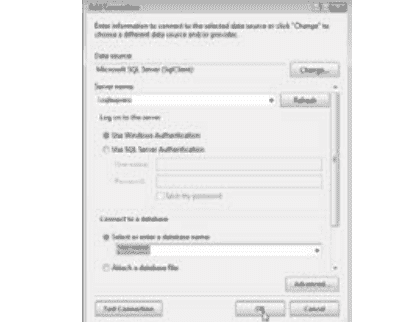 Add Connection
Enter information to connect to the selected data source or click "Change" to
choose a different data source and/or provider.
Data source:
Microsoft SQL Server (SqlClient)
Change...
Server name:
.\sqlexpress
Refresh
Log on to the server
Use Windows Authentication
Use SQL Server Authentication
User name:
Password:
Save my password
Connect to a database
Select or enter a database name:
Northwind
Attach a database file:
Advanced...
Test Connection
OK
Cancel